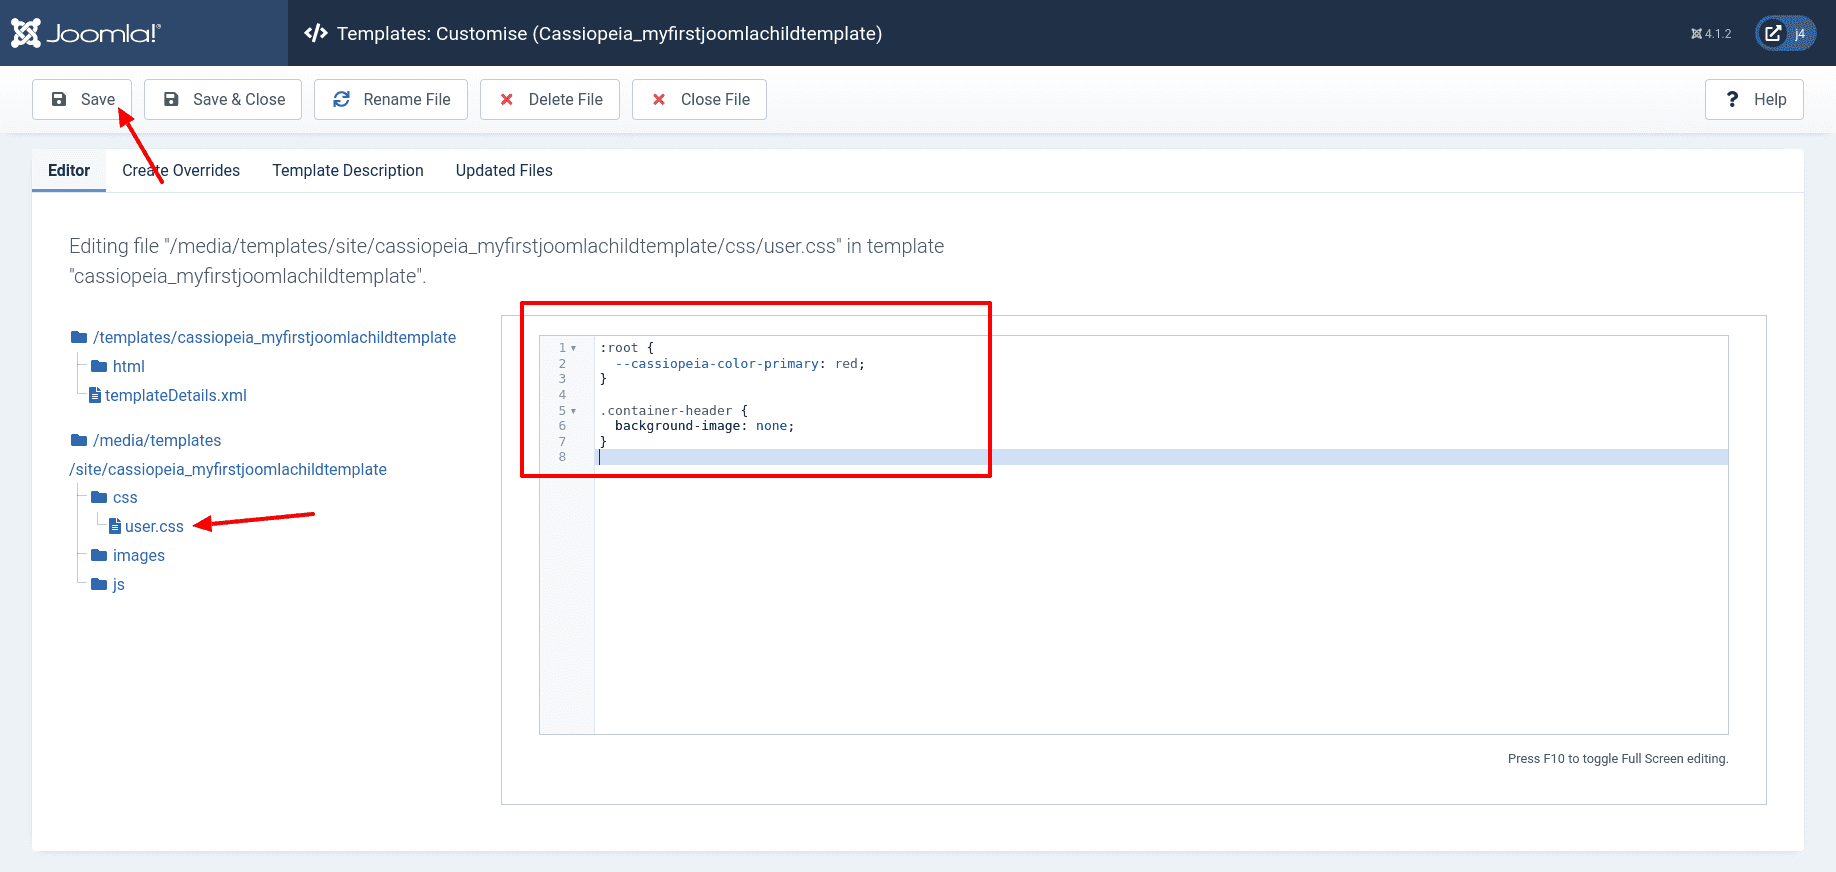 Joomla!
Templates: Customise (Cassiopeia_myfirstjoomlachildtemplate)
4.1.2
j4
Save
Save & Close
Rename File
Delete File
Close File
? Help
Editor
Create Overrides
Template Description
Updated Files
Editing file "/media/templates/site/cassiopeia_myfirstjoomlachildtemplate/css/user.css" in template
"cassiopeia_myfirstjoomlachildtemplate".
/templates/cassiopeia_myfirstjoomlachildtemplate
html
templateDetails.xml
/media/templates
/site/cassiopeia_myfirstjoomlachildtemplate
css
user.css
images
js
1 :root {
2 --cassiopeia-color-primary: red;
3 }
4
5 .container-header {
6 background-image: none;
7 }
8
Press F10 to toggle Full Screen editing.